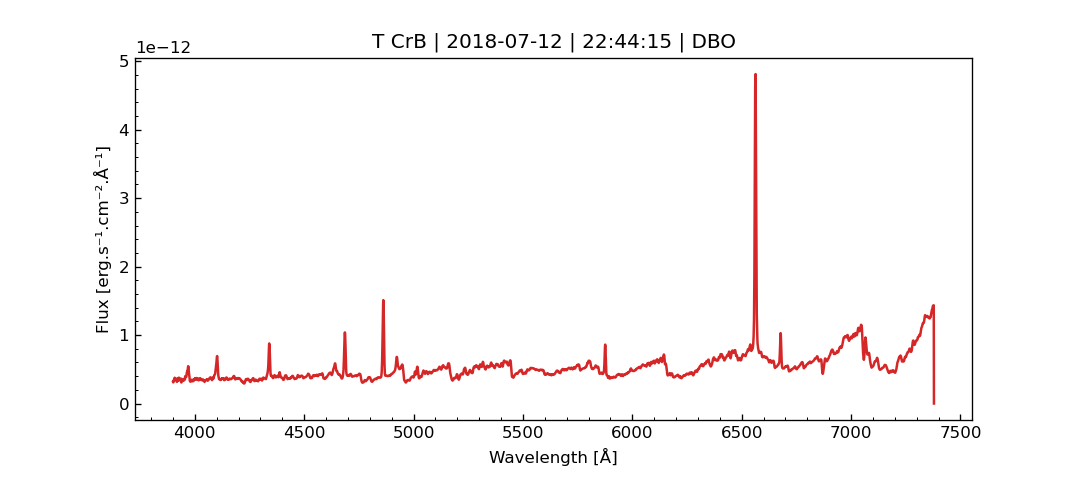 T CrB | 2018-07-12 | 22:44:15 | DBO
1e−12
5
4
3
2
1
0
Flux [erg.s⁻¹.cm⁻².Å⁻¹]
4000 4500 5000 5500 6000 6500 7000 7500
Wavelength [Å]